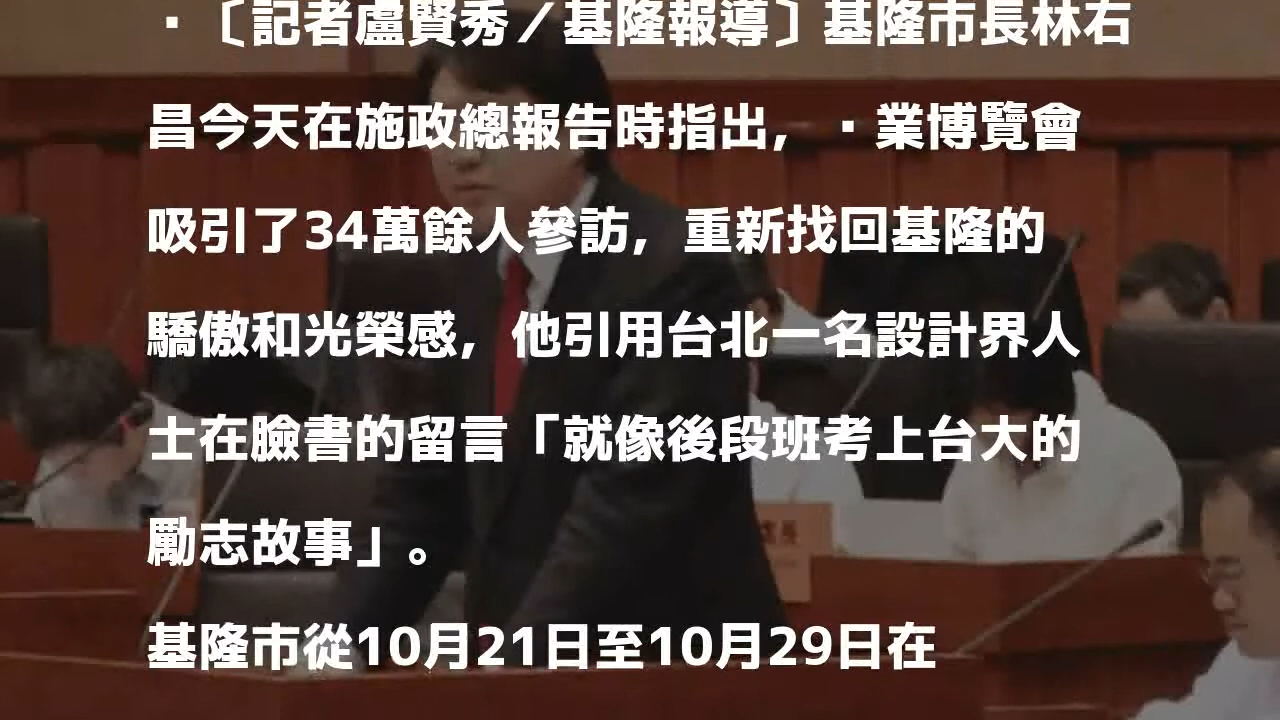 ▪〔記者盧賢秀／基隆報導〕基隆市長林右
昌今天在施政總報告時指出，▪業博覽會
吸引了34萬餘人參訪，重新找回基隆的
驕傲和光榮感，他引用台北一名設計界人
士在臉書的留言「就像後段班考上台大的
勵志故事」。
基隆市從10月21日至10月29日在